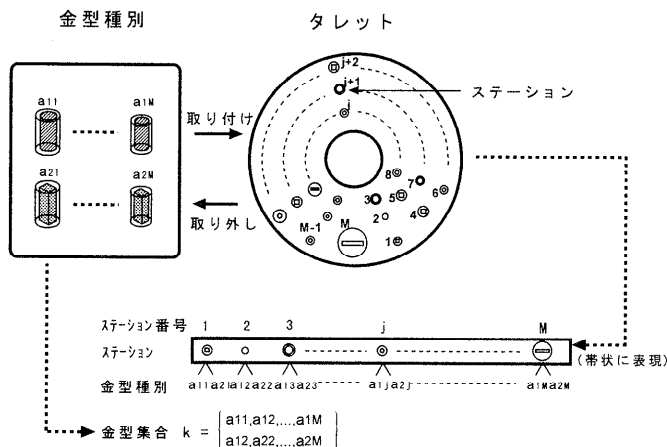 金型種別
タレット
a11
a1M
a21
a2M
取り付け
取り外し
j+2
j+1
j
ステーション
8
7
6
5
4
3
2
1
M
M-1
ステーション番号 1 2 3 j M
ステーション
(帯状に表現)
金型種別 a11a21a12a22a13a23 a1ja2j a1Ma2M
金型集合 k = a11,a12,...,a1M
a12,a22,...,a2M